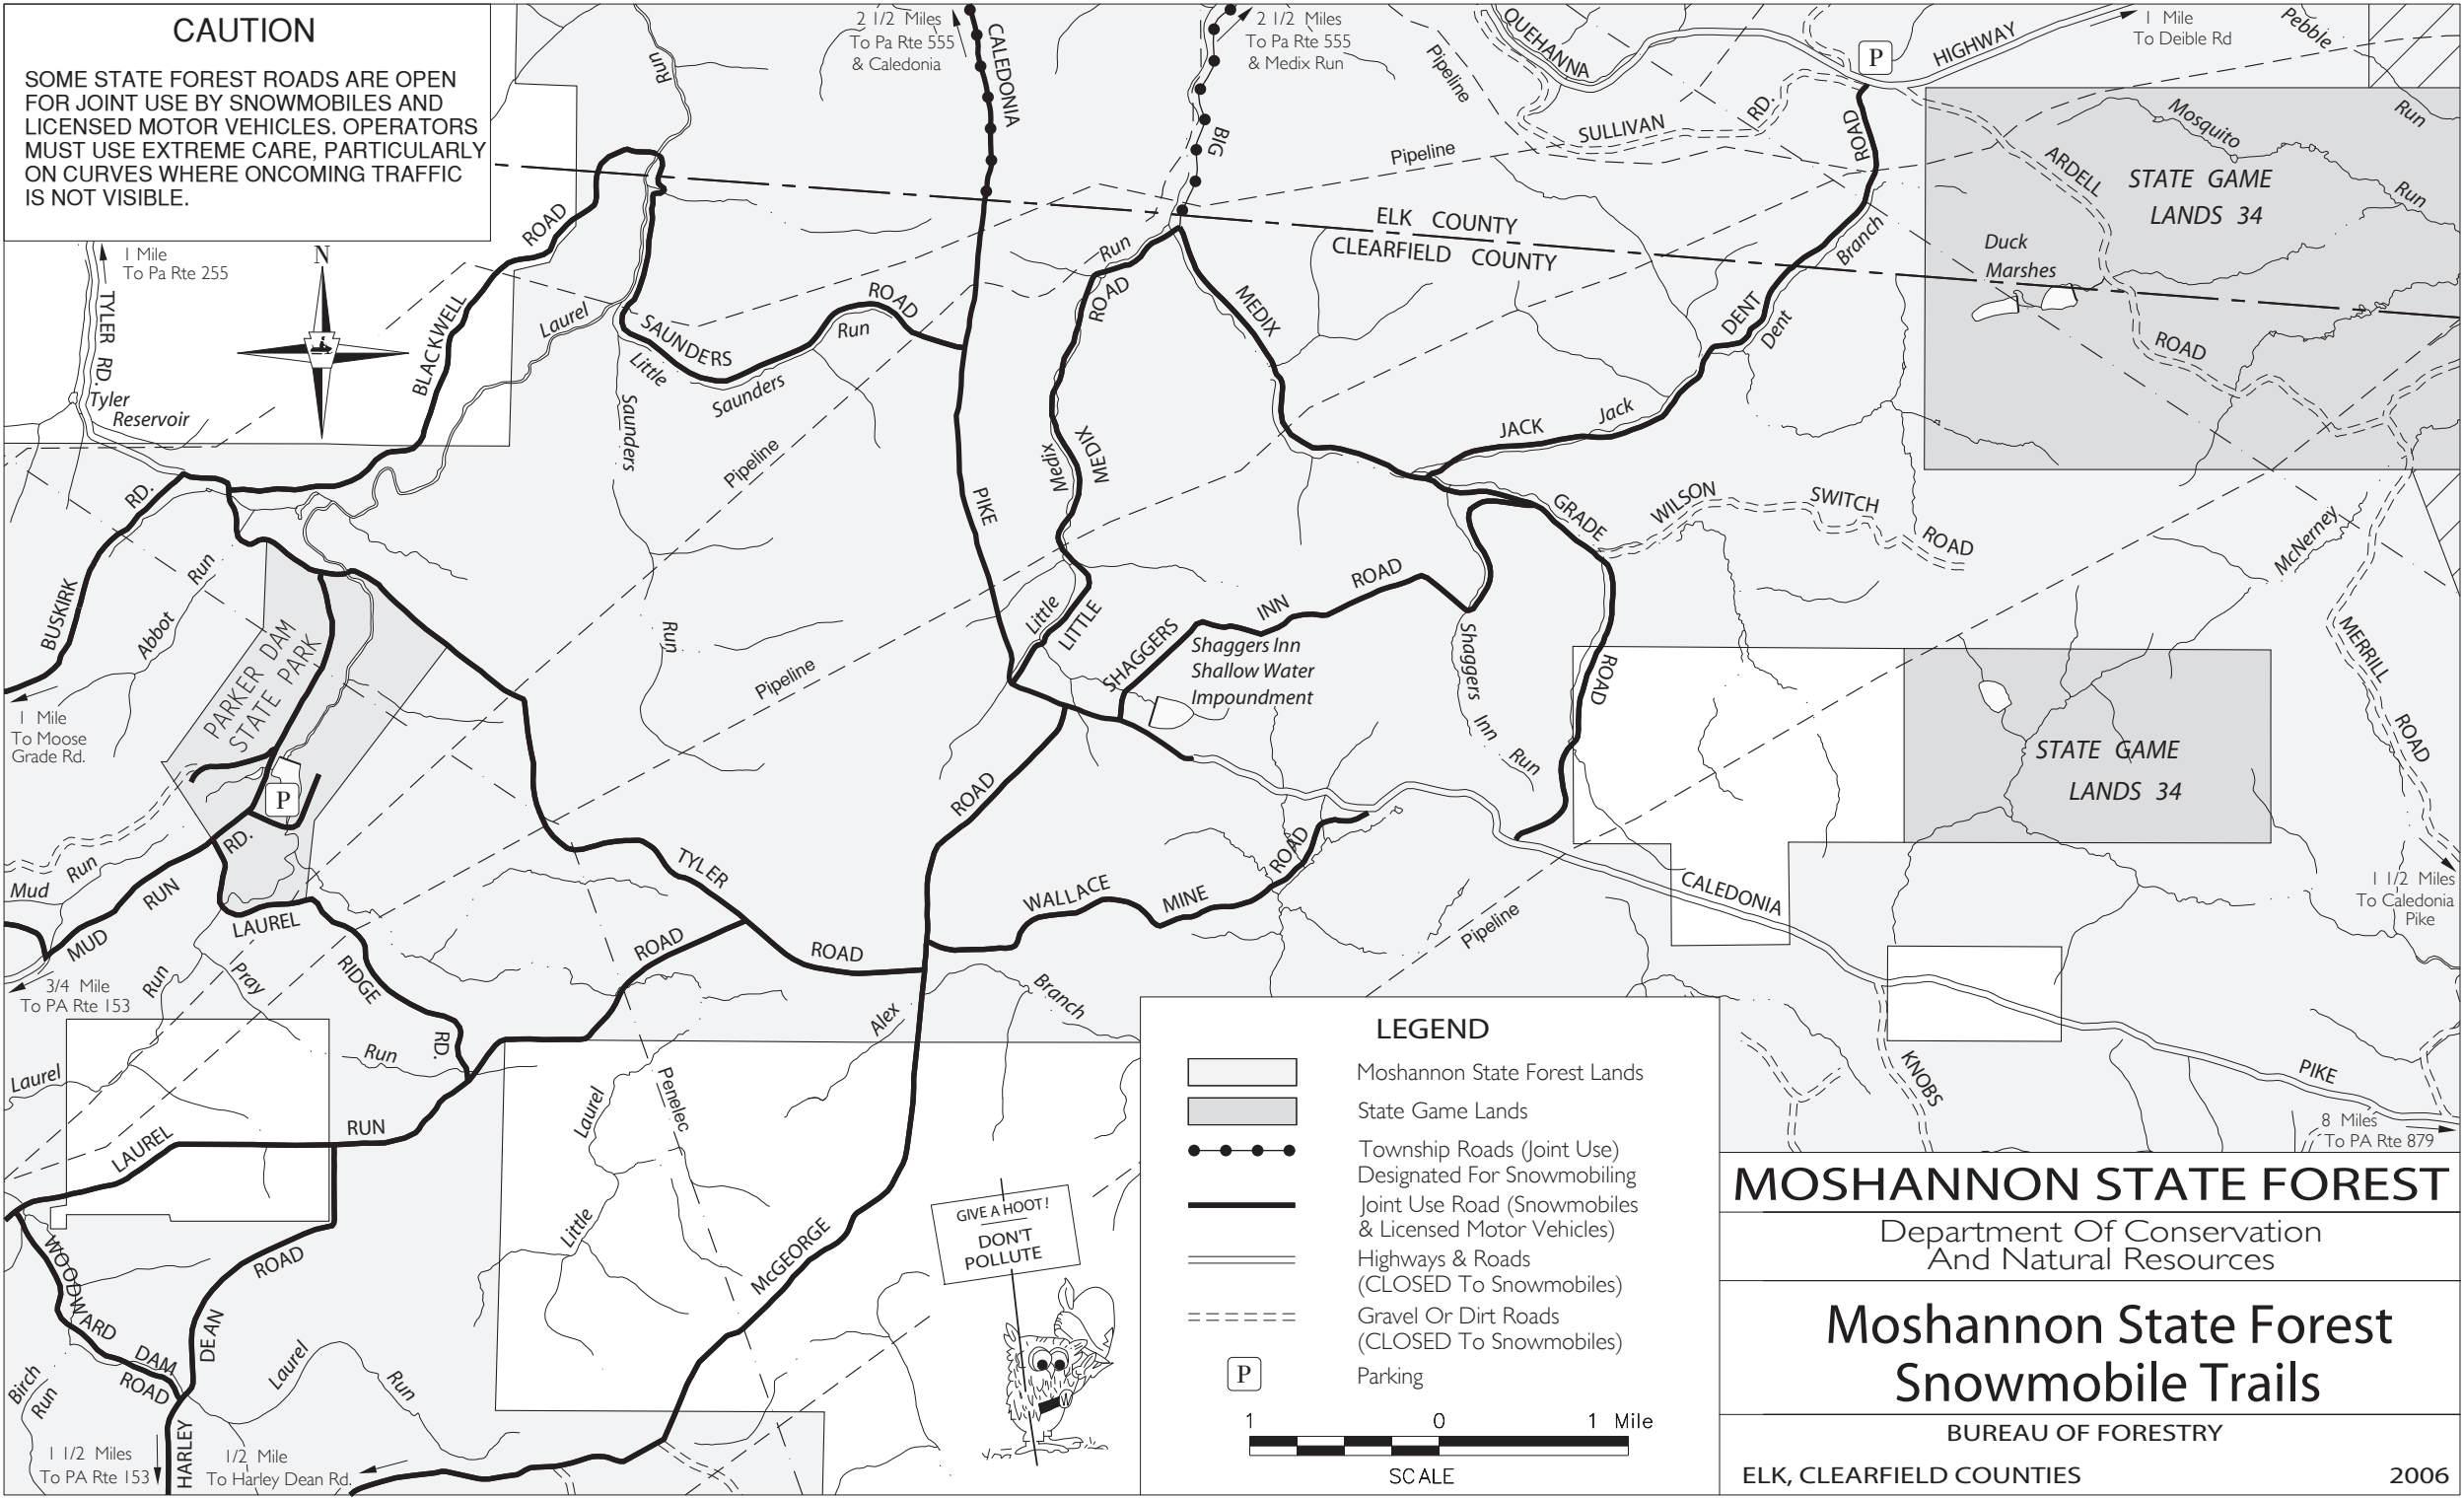 CAUTION
SOME STATE FOREST ROADS ARE OPEN
FOR JOINT USE BY SNOWMOBILES AND
LICENSED MOTOR VEHICLES. OPERATORS
MUST USE EXTREME CARE, PARTICULARLY
ON CURVES WHERE ONCOMING TRAFFIC
IS NOT VISIBLE.
Run
2 1/2 Miles
To Pa Rte 555
& Caledonia
CALEDONIA
2 1/2 Miles
To Pa Rte 555
& Medix Run
BIG
Pipeline
QUEHANNA
P
HIGHWAY
1 Mile
To Deible Rd
Pebble
Run
SULLIVAN
RD.
Pipeline
ROAD
Mosquito
Run
ARDELL
STATE GAME
LANDS 34
Duck
Marshes
ROAD
ELK COUNTY
CLEARFIELD COUNTY
Branch
DENT
Dent
1 Mile
To Pa Rte 255
TYLER RD.
N
ROAD
BLACKWELL
Laurel
Tyler
Reservoir
SAUNDERS
ROAD
Run
Little
Saunders
Saunders
Run
Pipeline
Run
ROAD
MEDIX
Medix
MEDIX
Little
LITTLE
PIKE
JACK
Jack
GRADE
ROAD
WILSON
SWITCH
ROAD
McNerney
MERRILL
ROAD
1 1/2 Miles
To Caledonia
Pike
RD.
BUSKIRK
Abbot
Run
1 Mile
To Moose
Grade Rd.
PARKER DAM
STATE PARK
P
Pipeline
SHAGGERS
INN
ROAD
Shaggers Inn
Shallow Water
Impoundment
Shaggers
Inn
Run
STATE GAME
LANDS 34
Mud
Run
MUD
RUN
RD.
3/4 Mile
To PA Rte 153
LAUREL
RIDGE
RD.
Run
Pray
Run
Laurel
TYLER
ROAD
ROAD
ROAD
WALLACE
MINE
ROAD
Pipeline
CALEDONIA
PIKE
KNOBS
8 Miles
To PA Rte 879
Alex
Branch
LAUREL
RUN
ROAD
Laurel
Little
Penelec
McGEORGE
WOODWARD
DAM
ROAD
DEAN
ROAD
HARLEY
Birch
Run
Laurel
Run
1 1/2 Miles
To PA Rte 153
1/2 Mile
To Harley Dean Rd.
GIVE A HOOT!
DON'T
POLLUTE
W
LEGEND
Moshannon State Forest Lands
State Game Lands
Township Roads (Joint Use)
Designated For Snowmobiling
Joint Use Road (Snowmobiles
& Licensed Motor Vehicles)
Highways & Roads
(CLOSED To Snowmobiles)
Gravel Or Dirt Roads
(CLOSED To Snowmobiles)
P Parking
1 0 1 Mile
SCALE
MOSHANNON STATE FOREST
Department Of Conservation
And Natural Resources
Moshannon State Forest
Snowmobile Trails
BUREAU OF FORESTRY
ELK, CLEARFIELD COUNTIES 2006